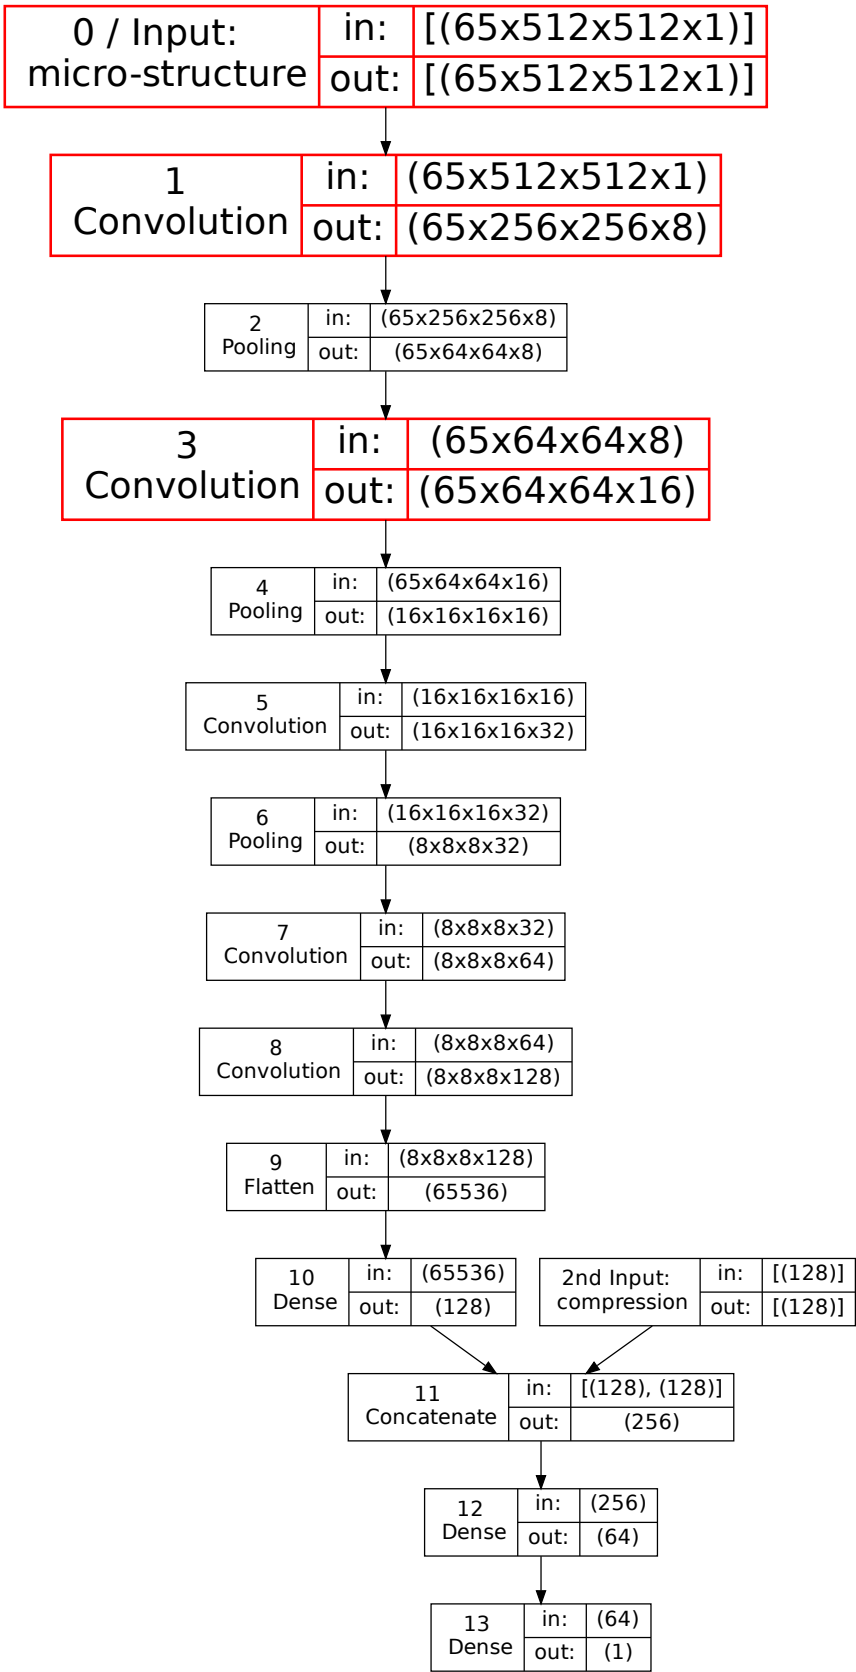 0 / Input:
micro-structure
in:
[(65x512x512x1)]
out:
[(65x512x512x1)]
1
Convolution
in:
(65x512x512x1)
out:
(65x256x256x8)
2
Pooling
in:
(65x256x256x8)
out:
(65x64x64x8)
3
Convolution
in:
(65x64x64x8)
out:
(65x64x64x16)
4
Pooling
in:
(65x64x64x16)
out:
(16x16x16x16)
5
Convolution
in:
(16x16x16x16)
out:
(16x16x16x32)
6
Pooling
in:
(16x16x16x32)
out:
(8x8x8x32)
7
Convolution
in:
(8x8x8x32)
out:
(8x8x8x64)
8
Convolution
in:
(8x8x8x64)
out:
(8x8x8x128)
9
Flatten
in:
(8x8x8x128)
out:
(65536)
10
Dense
in:
(65536)
out:
(128)
2nd Input:
compression
in:
[(128)]
out:
[(128)]
11
Concatenate
in:
[(128), (128)]
out:
(256)
12
Dense
in:
(256)
out:
(64)
13
Dense
in:
(64)
out:
(1)